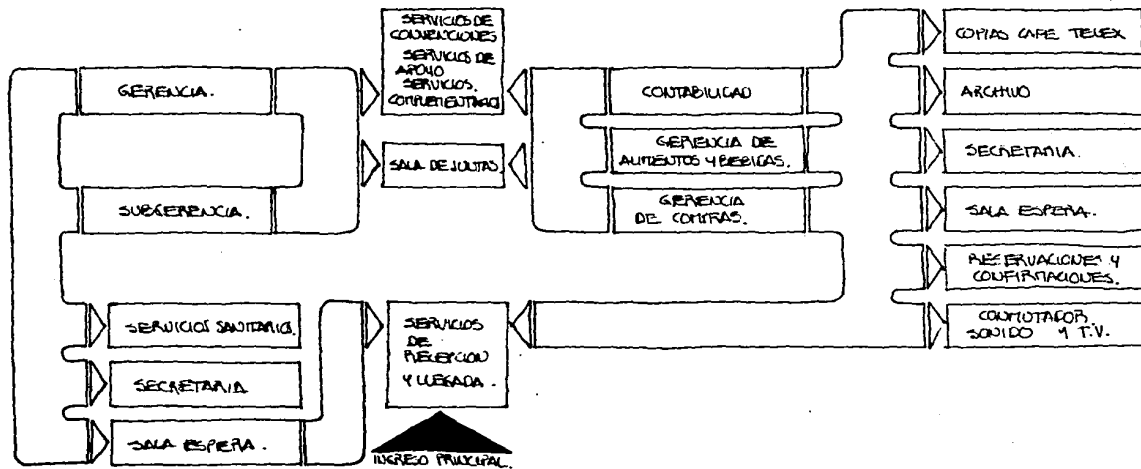 SERVICIOS DE
CONVENCIONES
SERVICIOS DE
APOYO
SERVICIOS.
COMPLEMENTARIOS
GERENCIA.
SALA DE JUNTAS.
SUBGERENCIA.
CONTABILIDAD
GERENCIA DE
ALIMENTOS Y BEBIDAS.
GERENCIA
DE COMPRAS.
COPIAS CAFE TELEX
ARCHIVO
SECRETARIA.
SALA ESPERA.
RESERVACIONES Y
CONFIRMACIONES.
CONMUTADOR.
SONIDO Y T.V.
SERVICIOS SANITARIOS.
SECRETARIA
SALA ESPERA.
SERVICIOS
DE
RECEPCION
Y LLEGADA.
INGRESO PRINCIPAL.